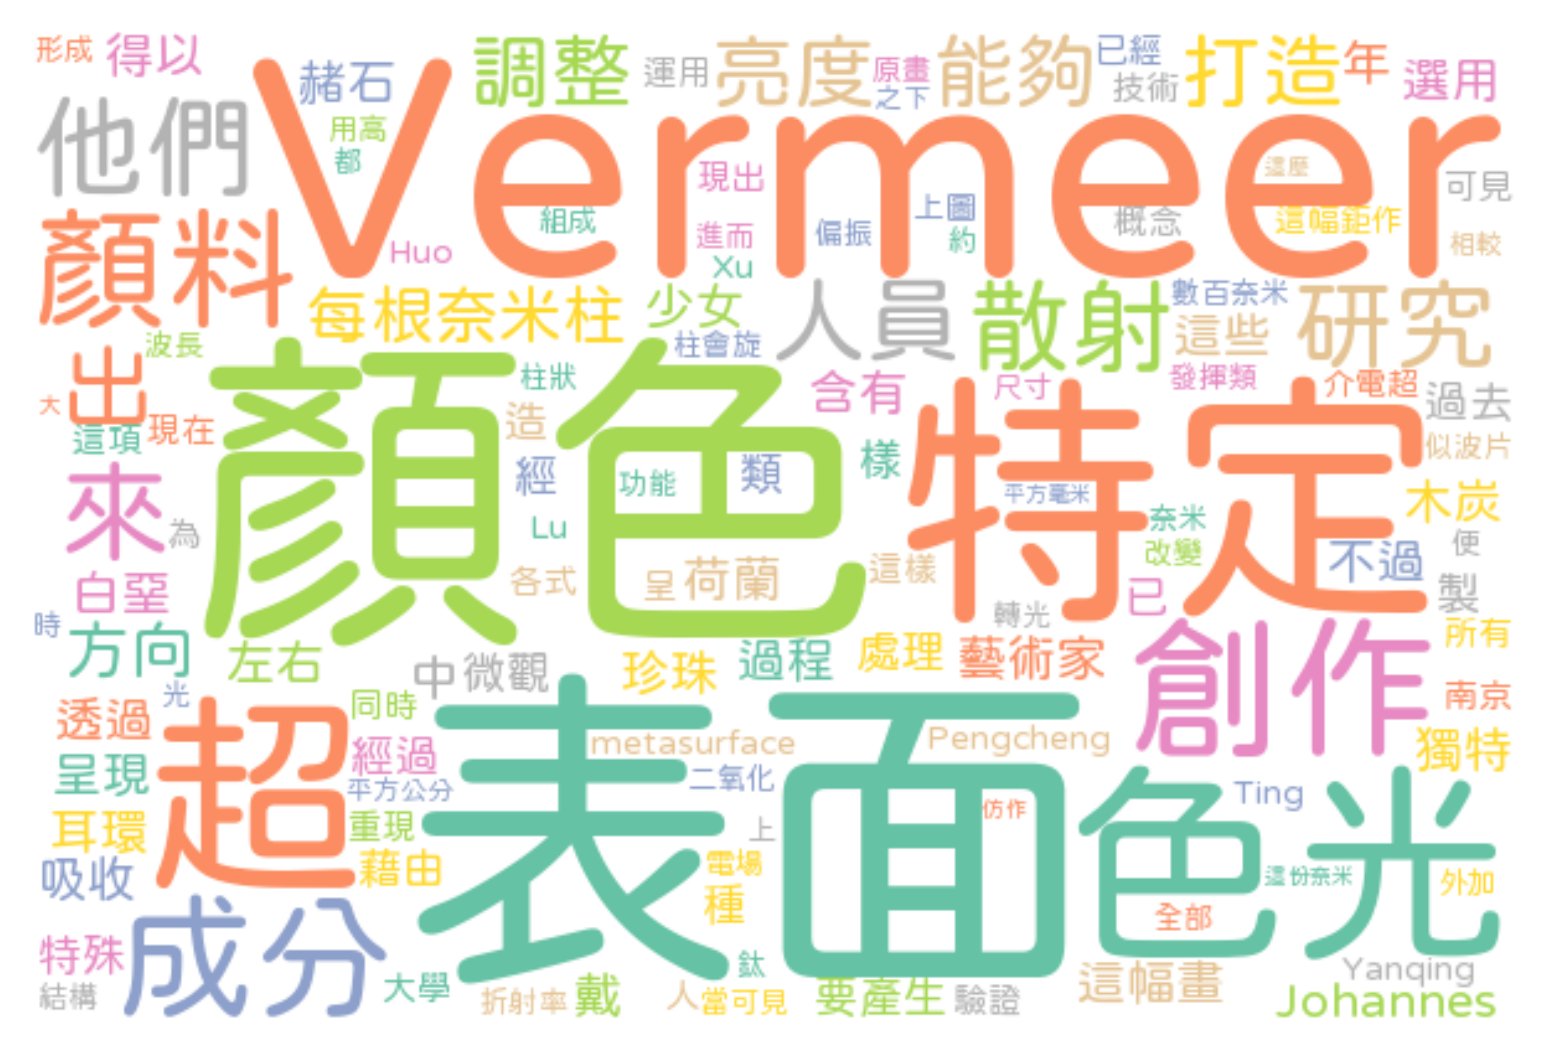 形成 得以 赭石 調整 運用 亮度 原畫 之下 能夠 已經 技術 打造 年 選用
他們 Vermeer 用高 都 現出 這麼 可見
顏料 Huo 組成 進而 Xu 偏振 上圖 約 概念 這幅鉅作 相較
每根奈米柱 少女 人員 散射 數百奈米 這些 研究
出 波長 柱狀 柱會旋 含有 尺寸 發揮類 介電超 過去
大 這項 現在 顏色 造 樣 特定 似波片
來 為 經 功能 類 平方毫米 奈米 木炭
Lu 改變 不過 便
白堊 各式 呈 荷蘭 這樣 轉光 已 製
時 方向 左右 中 微觀 珍珠 過程 處理 藝術家 創作 所有
光 同時 南京
透過 超 表面 metasurface Pengcheng 獨特
呈現 經過 平方公分 二氧化 仿作 色光 Ting
耳環 重現 上
吸收 藉由 電場 種 這份奈米 外加
成分 全部
特殊 鈦 Yanqing
結構 大學 折射率 戴 人 當可見 要產生 驗證 這幅畫 Johannes